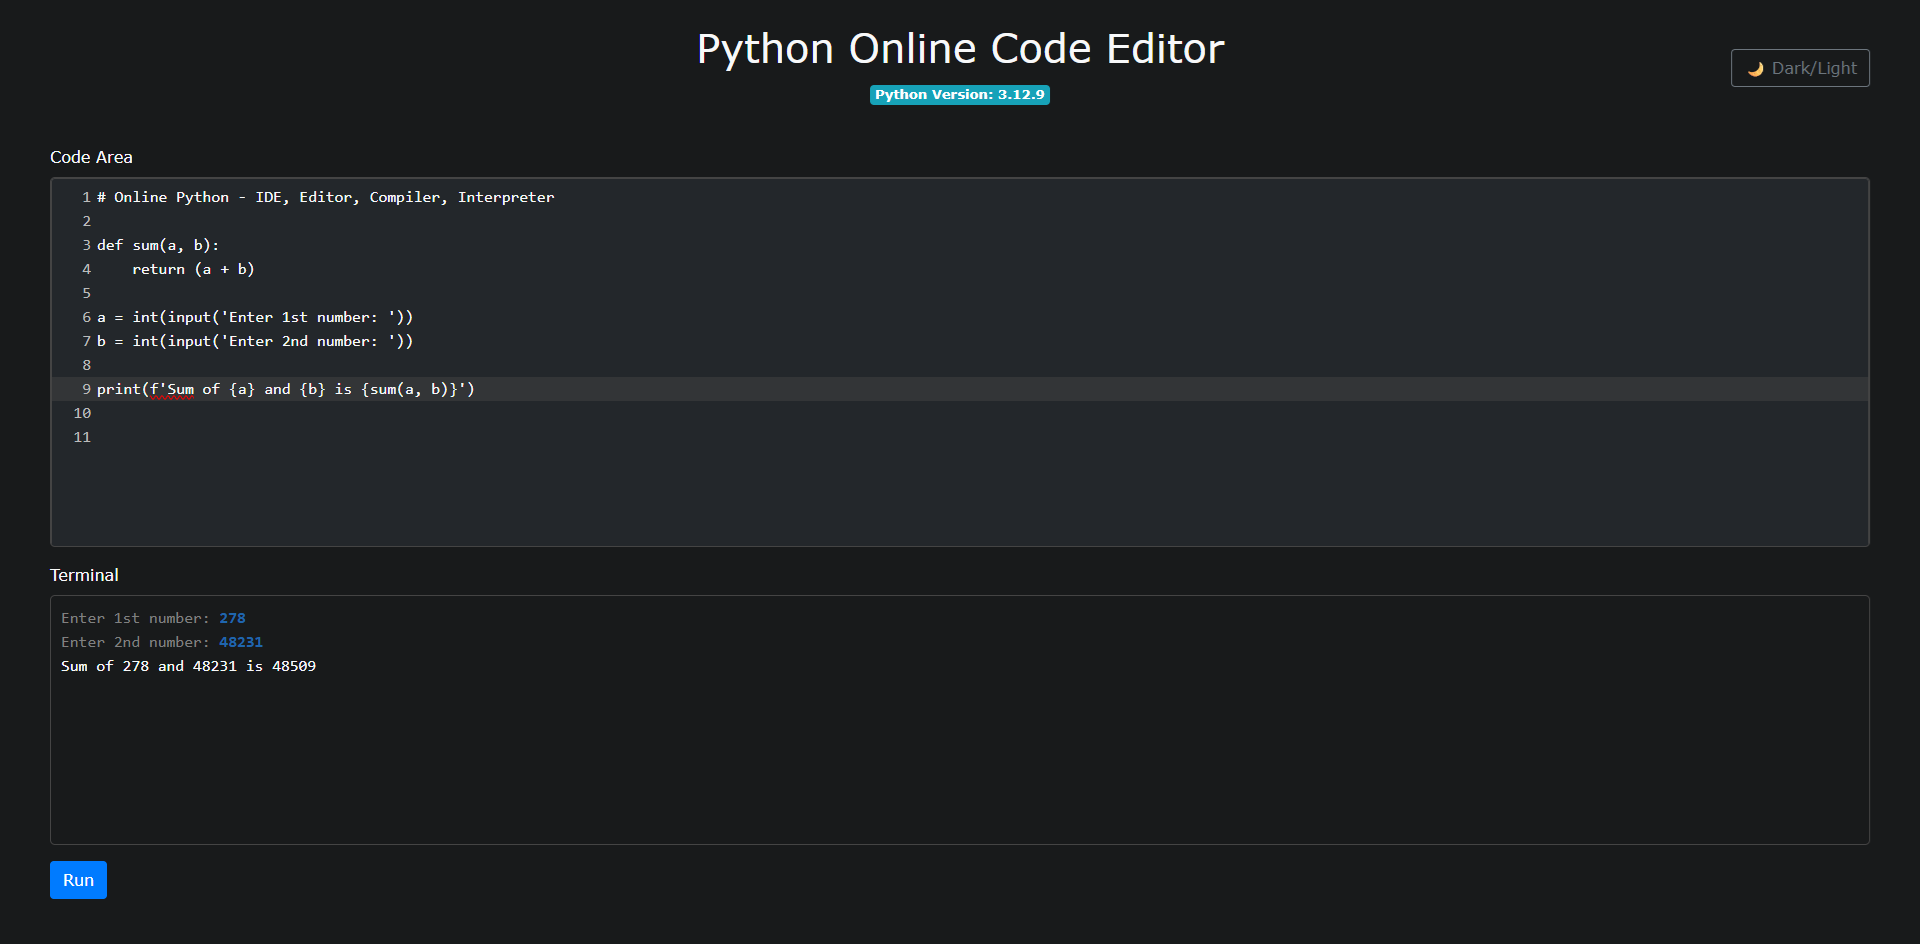 Python Online Code Editor
Python Version: 3.12.9
🌙 Dark/Light
Code Area
1 # Online Python - IDE, Editor, Compiler, Interpreter
2
3 def sum(a, b):
4     return (a + b)
5
6 a = int(input('Enter 1st number: '))
7 b = int(input('Enter 2nd number: '))
8
9 print(f'Sum of {a} and {b} is {sum(a, b)}')
10
11
Terminal
Enter 1st number: 278
Enter 2nd number: 48231
Sum of 278 and 48231 is 48509
Run